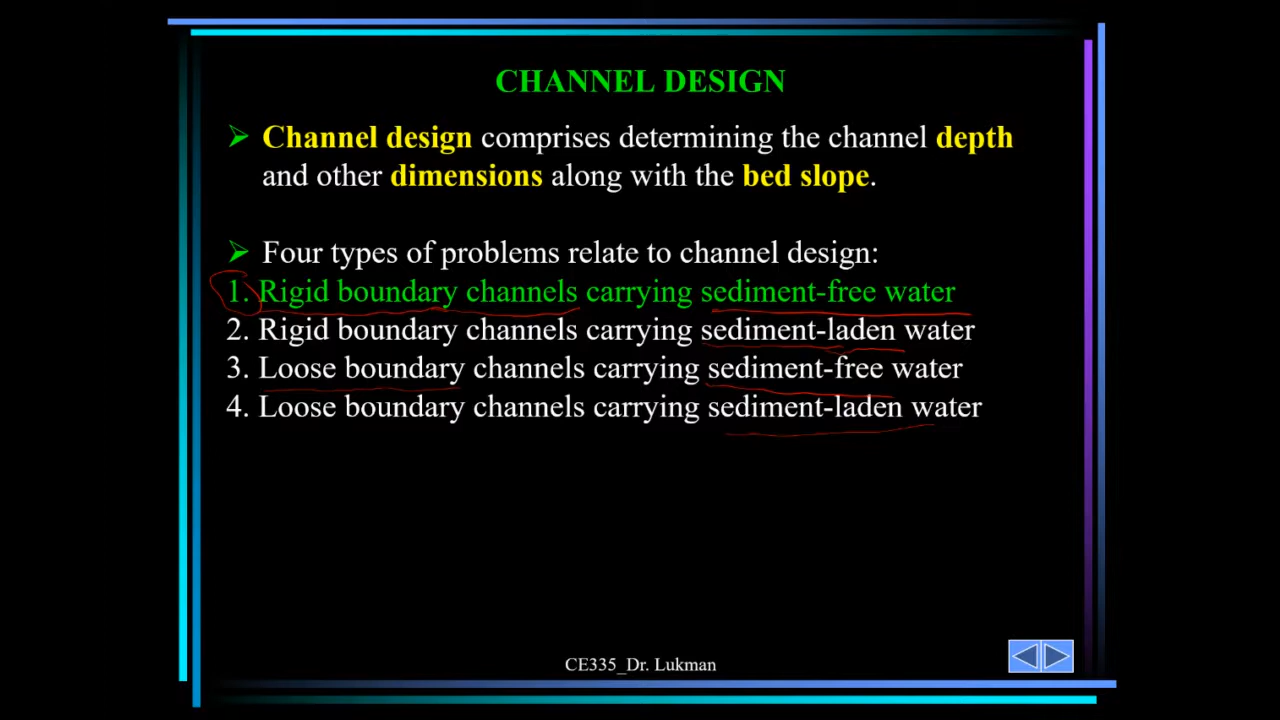 CHANNEL DESIGN
Channel design comprises determining the channel depth
and other dimensions along with the bed slope.
Four types of problems relate to channel design:
1. Rigid boundary channels carrying sediment-free water
2. Rigid boundary channels carrying sediment-laden water
3. Loose boundary channels carrying sediment-free water
4. Loose boundary channels carrying sediment-laden water
CE335_Dr. Lukman